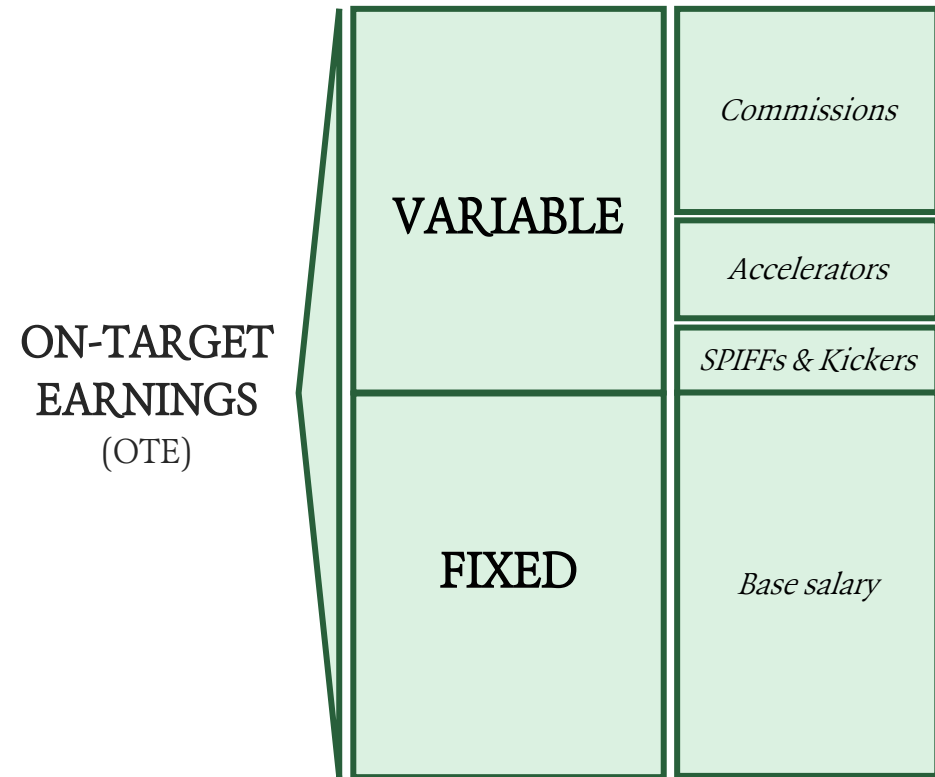 ON-TARGET
EARNINGS
(OTE)
VARIABLE
FIXED
Commissions
Accelerators
SPIFFs & Kickers
Base salary